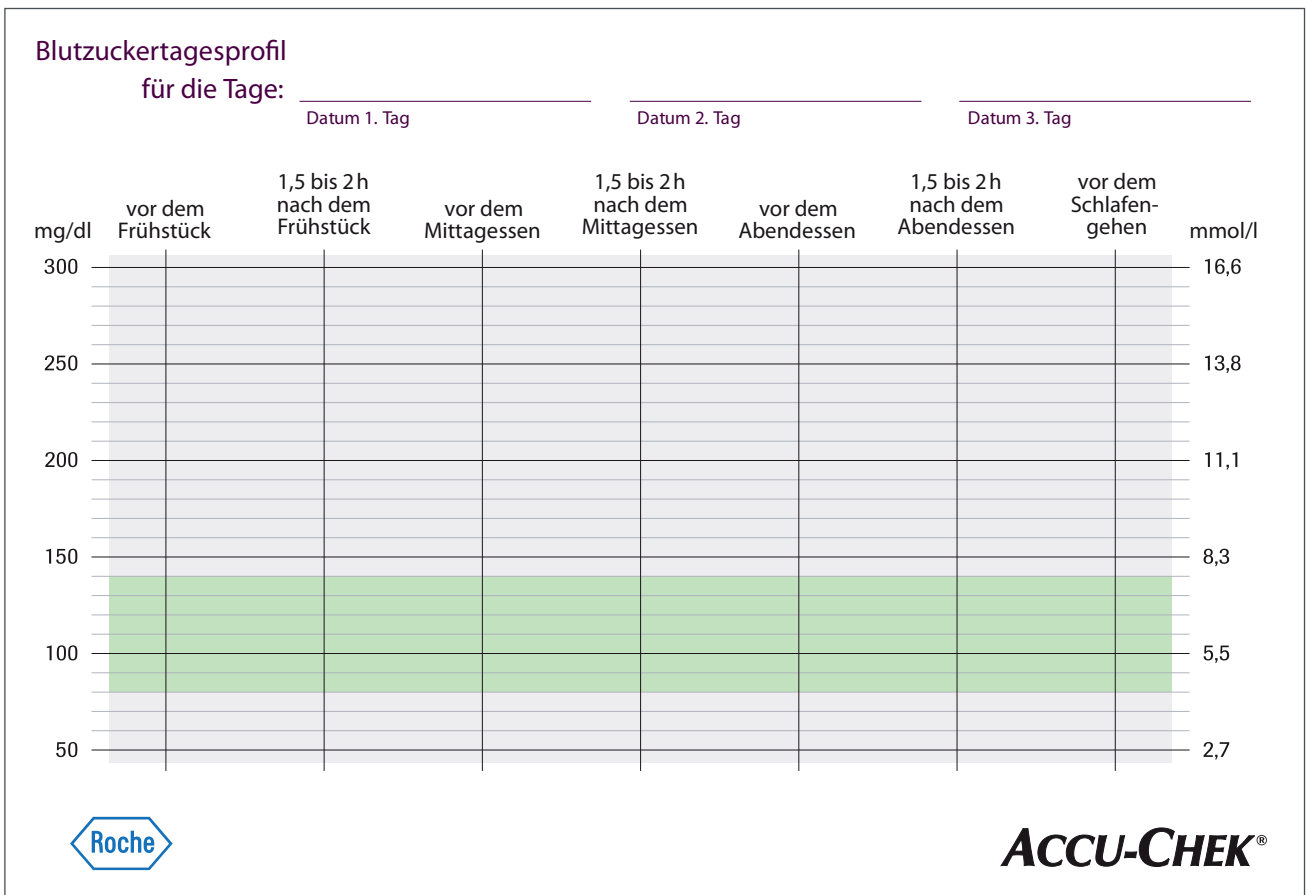 Blutzuckertagesprofil
für die Tage:
Datum 1. Tag
Datum 2. Tag
Datum 3. Tag
mg/dl
vor dem
Frühstück
1,5 bis 2 h
nach dem
Frühstück
vor dem
Mittagessen
1,5 bis 2 h
nach dem
Mittagessen
vor dem
Abendessen
1,5 bis 2 h
nach dem
Abendessen
vor dem
Schlafen-
gehen
mmol/l
300 16,6
250 13,8
200 11,1
150 8,3
100 5,5
50 2,7
Roche
ACCU-CHEK®